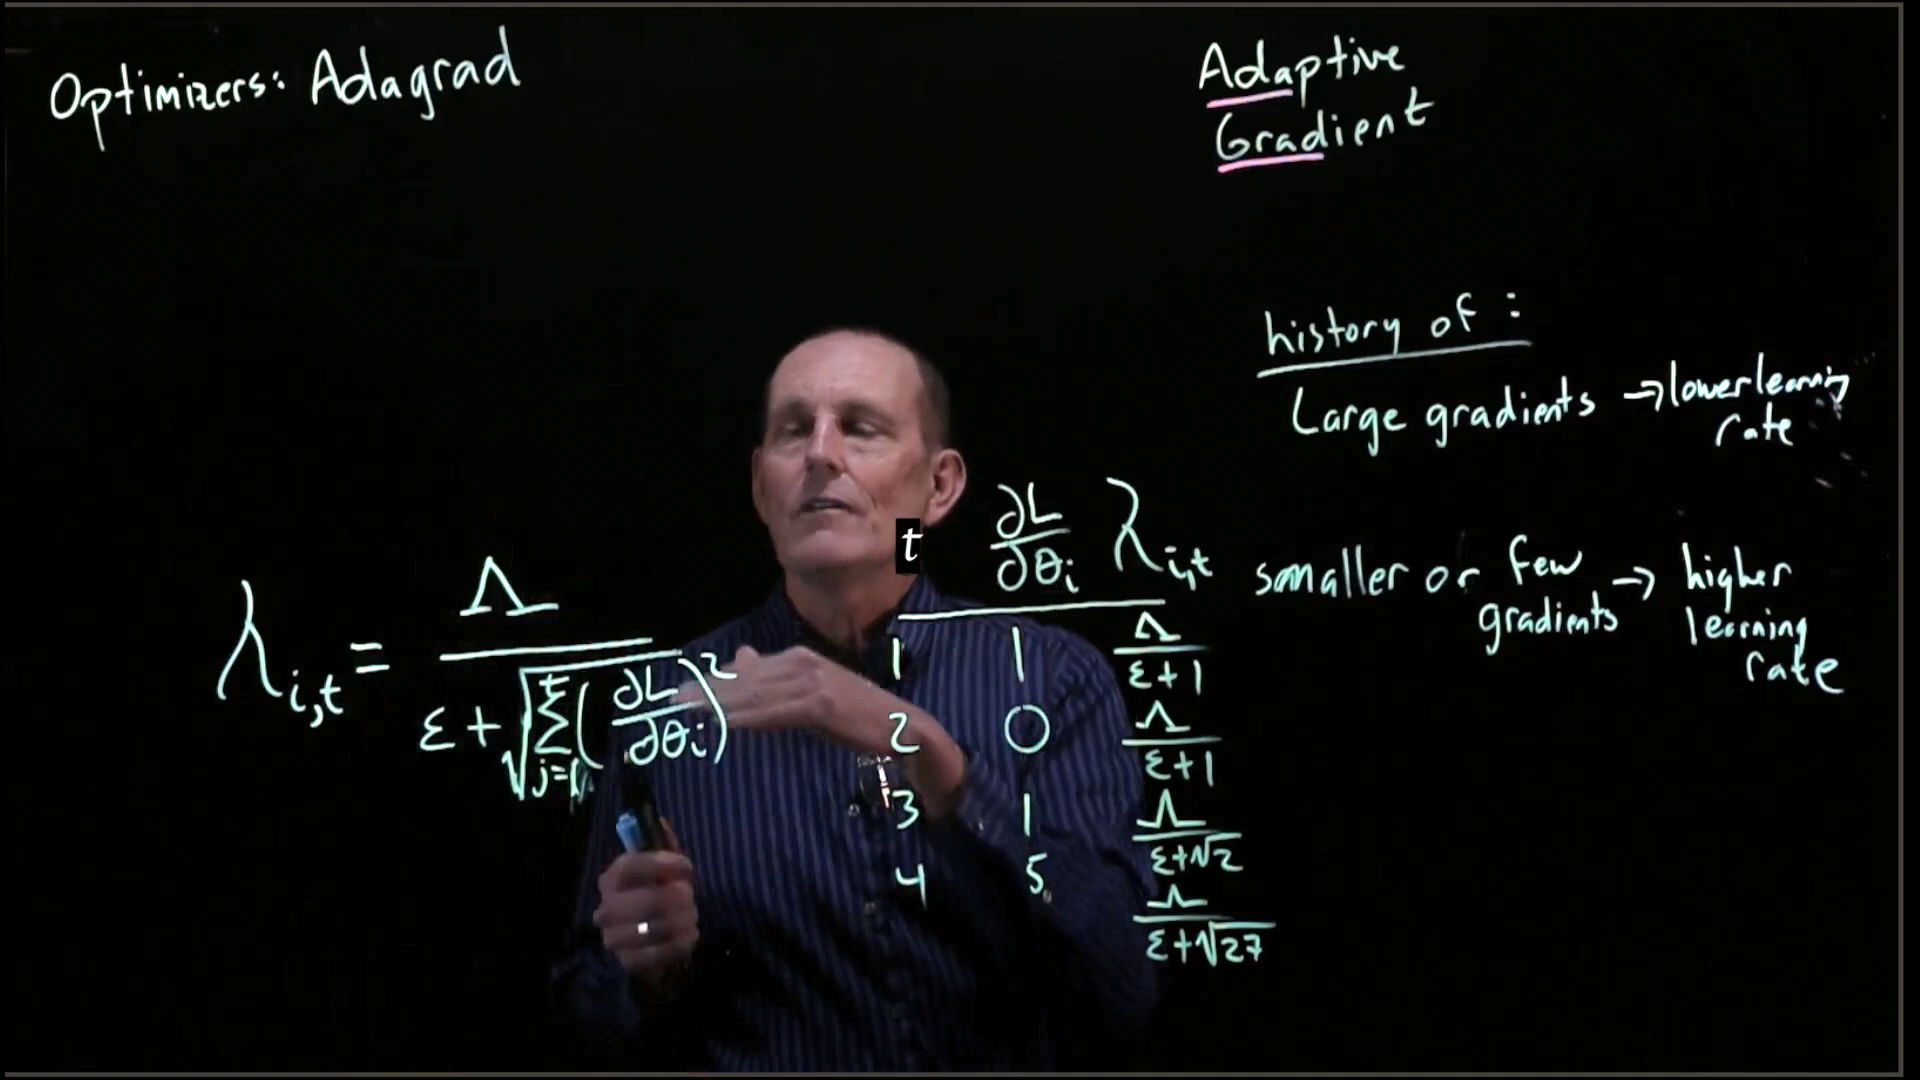 Optimizers: Adagrad
Adaptive
Gradient
history of :
Large gradients → lower learning
rate
smaller or few
gradients → higher
learning
rate
λi,t = Λ / (ε + √(Σ t j=1 (∂L/∂θi)²))
t ∂L/∂θi λi,t
1 1 Λ/(ε+1)
2 0 Λ/(ε+1)
3 1 Λ/(ε+√2)
4 5 Λ/(ε+√27)